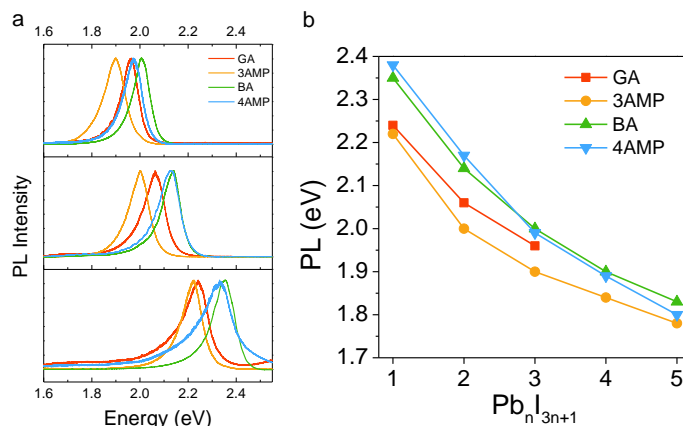 a
1.6 1.8 2.0 2.2 2.4
GA
3AMP
BA
4AMP
PL Intensity
1.6 1.8 2.0 2.2 2.4
Energy (eV)
b
2.4
2.3
2.2
2.1
2.0
1.9
1.8
1.7
PL (eV)
GA
3AMP
BA
4AMP
1 2 3 4 5
PbnI3n+1